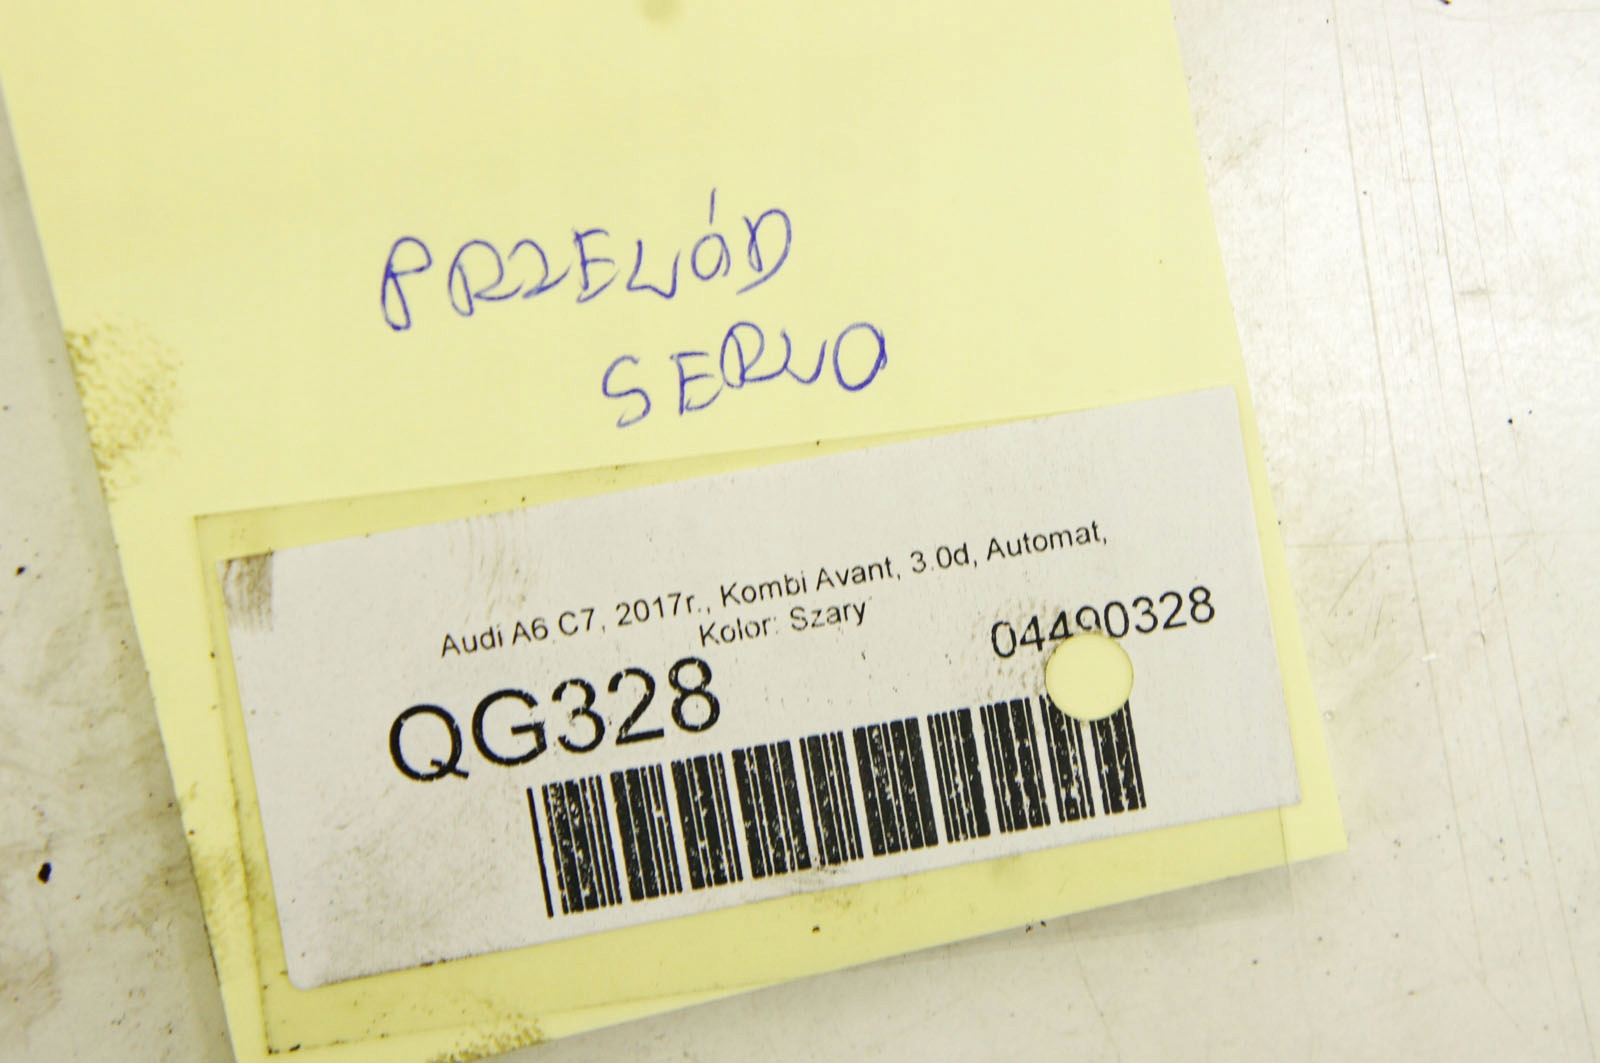 PRZEWÓD
SERVO
Audi A6 C7, 2017r., Kombi Avant, 3.0d, Automat,
Kolor: Szary
04490328
QG328